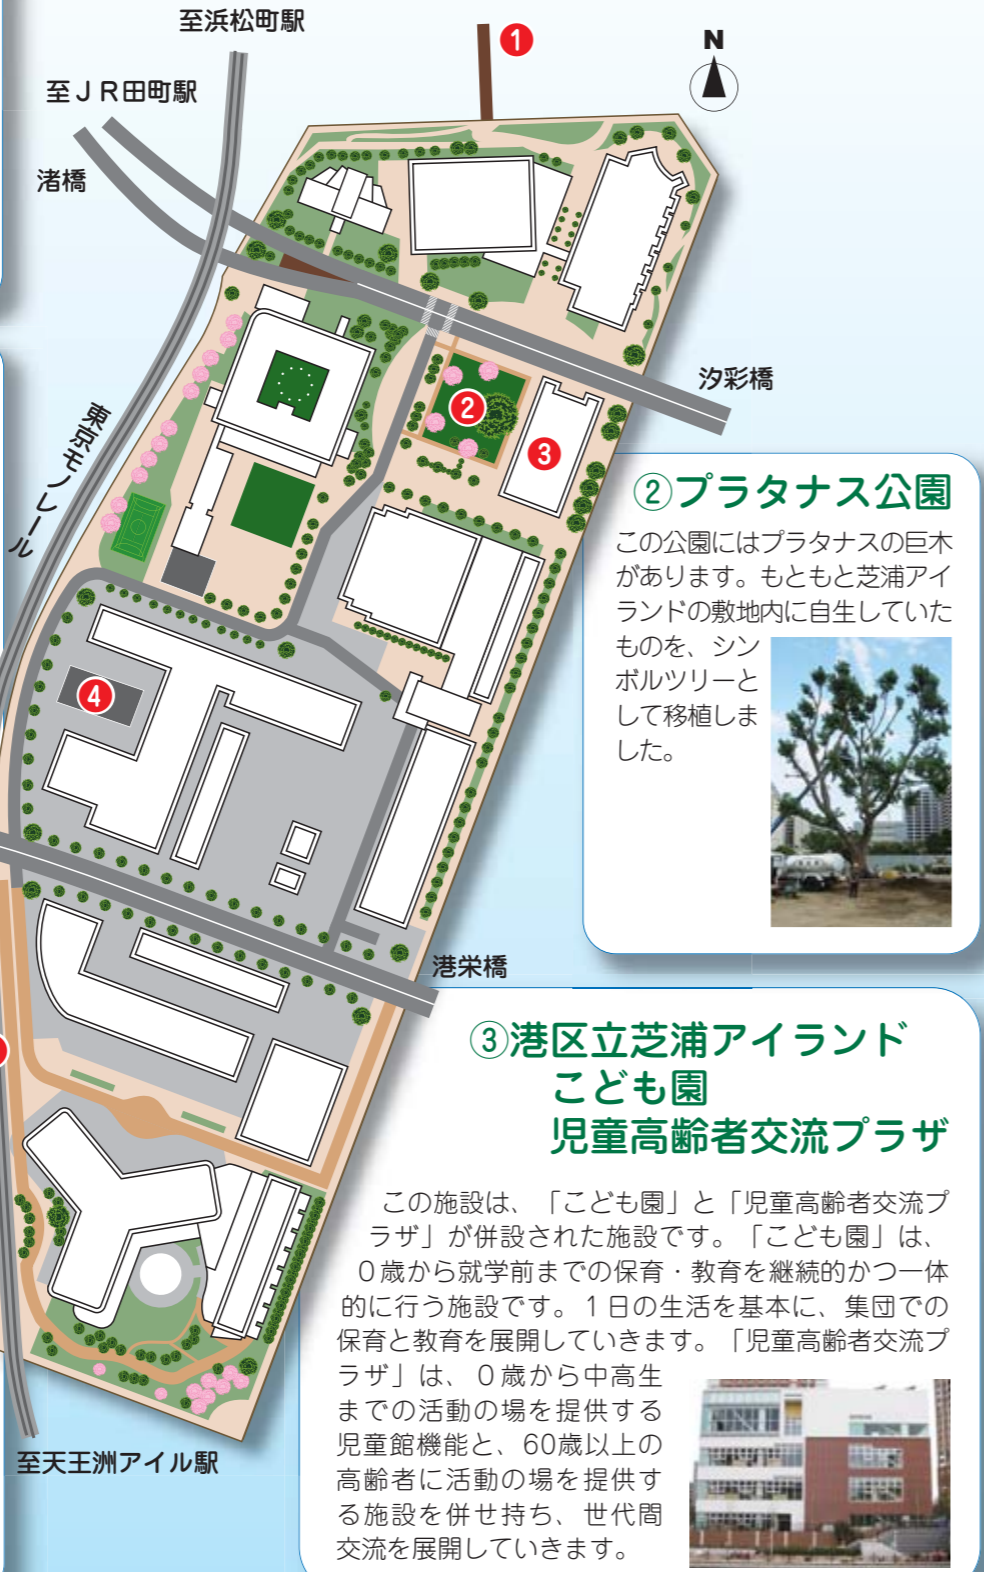 至浜松町駅
①
N
至ＪＲ田町駅
渚橋
汐彩橋
②
③
東京モノレール
④
港栄橋
至天王洲アイル駅
②プラタナス公園
この公園にはプラタナスの巨木
があります。もともと芝浦アイ
ランドの敷地内に自生していた
ものを、シン
ボルツリーと
して移植しま
した。
③港区立芝浦アイランド
こども園
児童高齢者交流プラザ
この施設は、「こども園」と「児童高齢者交流プ
ラザ」が併設された施設です。「こども園」は、
０歳から就学前までの保育・教育を継続的かつ一体
的に行う施設です。１日の生活を基本に、集団での
保育と教育を展開していきます。「児童高齢者交流プ
ラザ」は、０歳から中高生
までの活動の場を提供する
児童館機能と、60歳以上の
高齢者に活動の場を提供す
る施設を併せ持ち、世代間
交流を展開していきます。